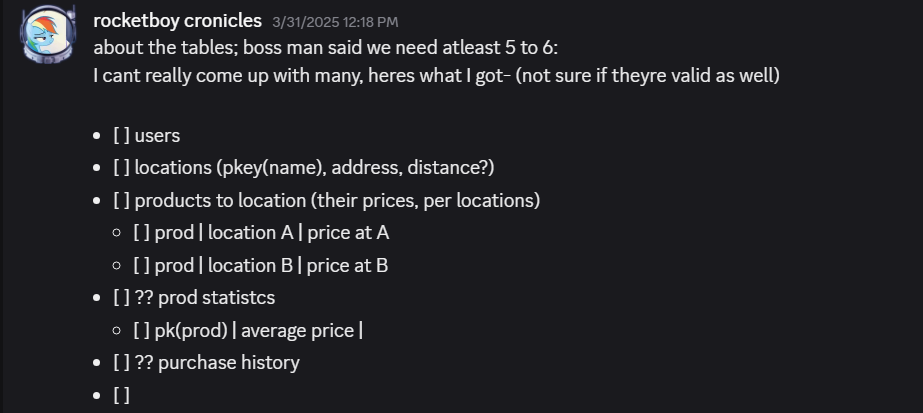 rocketboy cronicles 3/31/2025 12:18 PM
about the tables; boss man said we need atleast 5 to 6:
I cant really come up with many, heres what I got- (not sure if theyre valid as well)
• [ ] users
• [ ] locations (pkey(name), address, distance?)
• [ ] products to location (their prices, per locations)
◦ [ ] prod | location A | price at A
◦ [ ] prod | location B | price at B
• [ ] ?? prod statistcs
◦ [ ] pk(prod) | average price |
• [ ] ?? purchase history
• [ ]